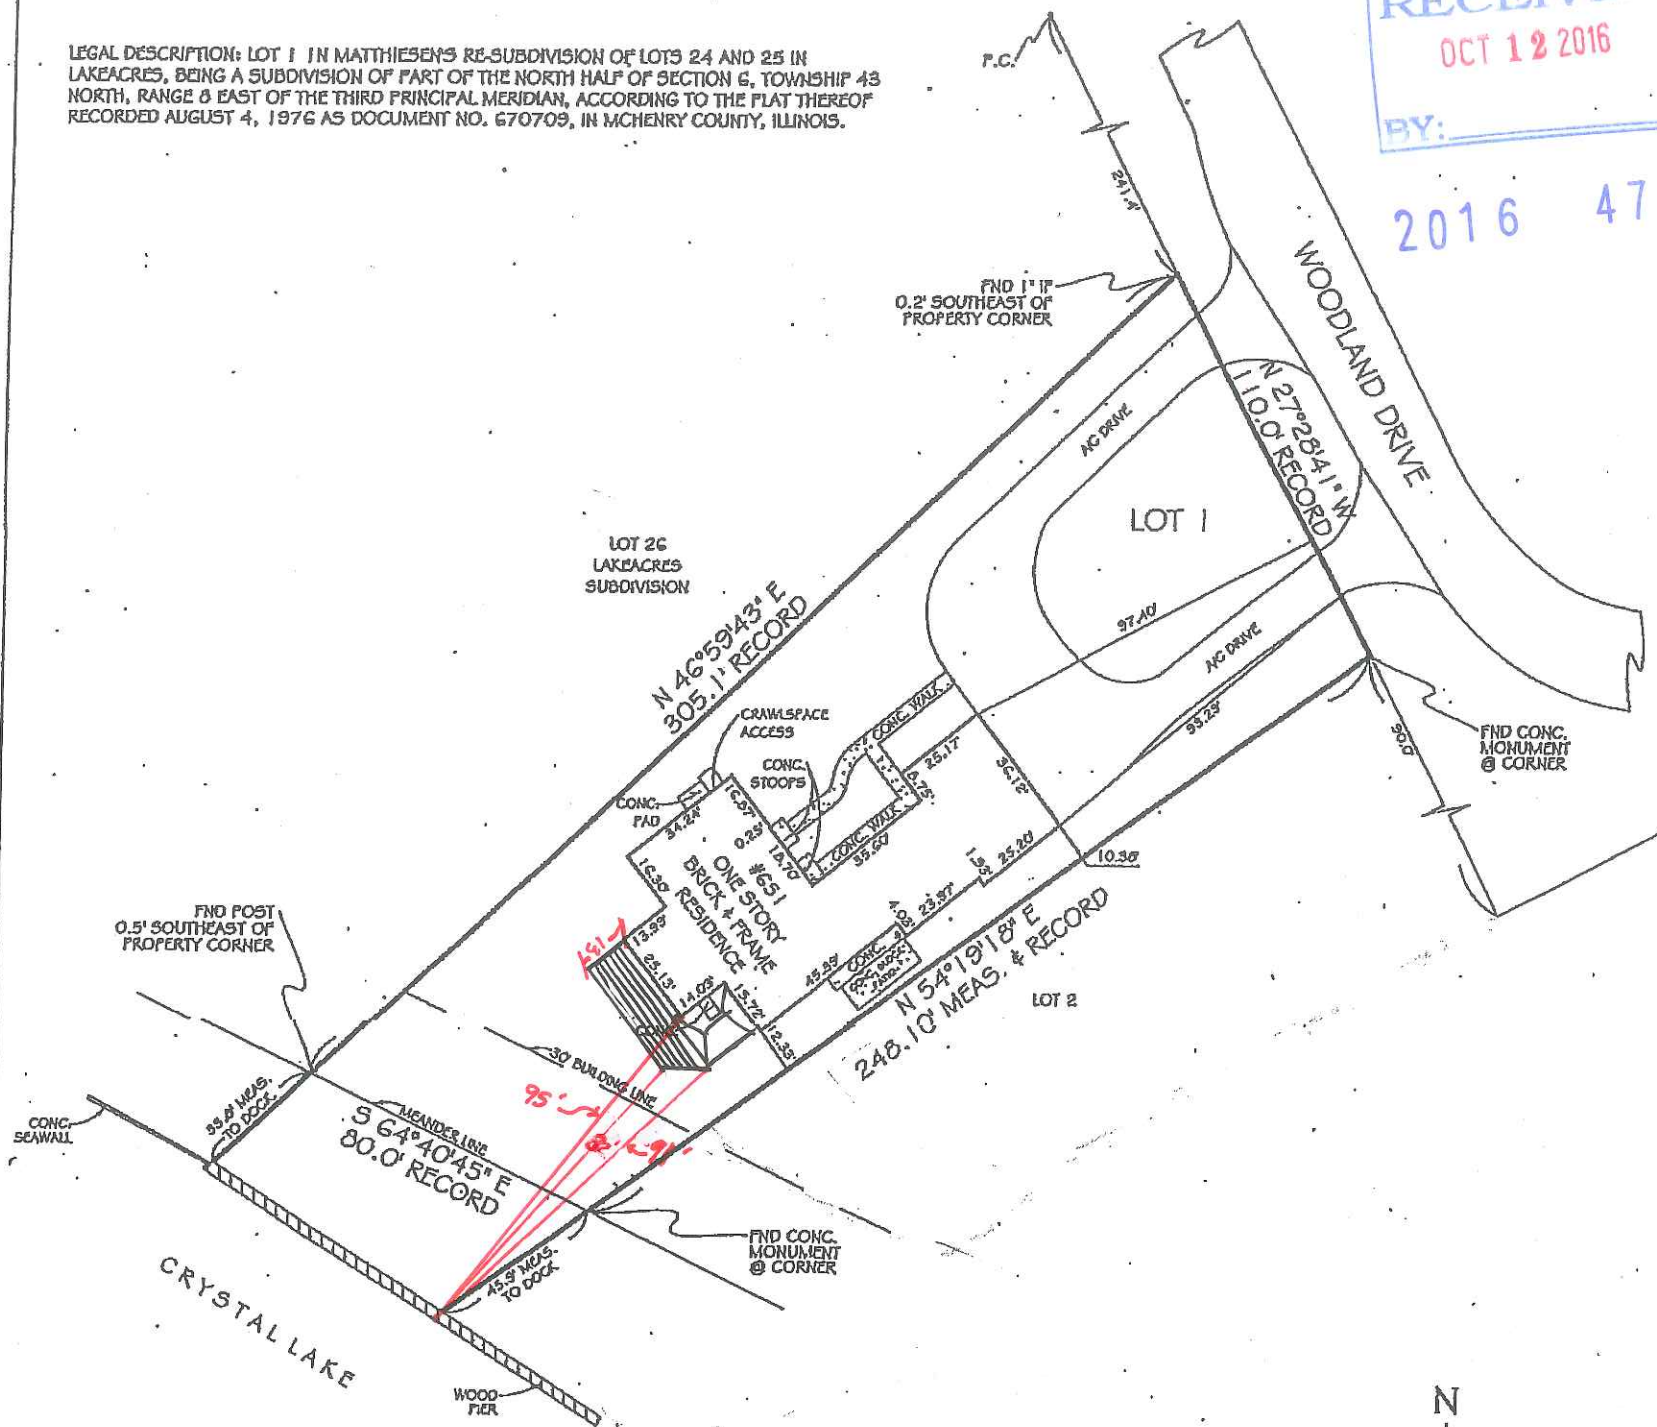 LEGAL DESCRIPTION: LOT 1 IN MATTHIESEN'S RE-SUBDIVISION OF LOTS 24 AND 25 IN
LAKEACRES, BEING A SUBDIVISION OF PART OF THE NORTH HALF OF SECTION 6, TOWNSHIP 43
NORTH, RANGE 8 EAST OF THE THIRD PRINCIPAL MERIDIAN, ACCORDING TO THE PLAT THEREOF
RECORDED AUGUST 4, 1976 AS DOCUMENT NO. 670709, IN MCHENRY COUNTY, ILLINOIS.
OCT 12 2016
BY:
2016 47
P.C.
241.4'
WOODLAND DRIVE
FND 1" IP
0.2' SOUTHEAST OF
PROPERTY CORNER
N 27°28'41" W
110.0' RECORD
A/C DRIVE
LOT 1
LOT 26
LAKEACRES
SUBDIVISION
N 46°59'43" E
305.1' RECORD
97.40'
A/C DRIVE
93.29'
90.0'
FND CONC.
MONUMENT
@ CORNER
CRAWLSPACE
ACCESS
CONC.
STOOPS
CONC. WALK
25.17'
8.75'
36.12'
CONC.
PAD
34.24'
16.97'
0.25'
18.70'
CONC. WALK
35.60'
16.30'
#651
ONE STORY
BRICK & FRAME
RESIDENCE
1.93'
25.20'
10.36'
4.08'
23.97'
13.99'
137
25.13'
14.03'
15.72'
12.33'
45.99'
CONC.
N 54°19'18" E
248.10' MEAS. & RECORD
LOT 2
FND POST
0.5' SOUTHEAST OF
PROPERTY CORNER
30' BUILDING LINE
95'
91'
MEANDER LINE
S 64°40'45" E
80.0' RECORD
MEAS.
TO DOCK
CONC.
SEAWALL
FND CONC.
MONUMENT
@ CORNER
45.9' MEAS.
TO DOCK
CRYSTAL LAKE
WOOD
PIER
N